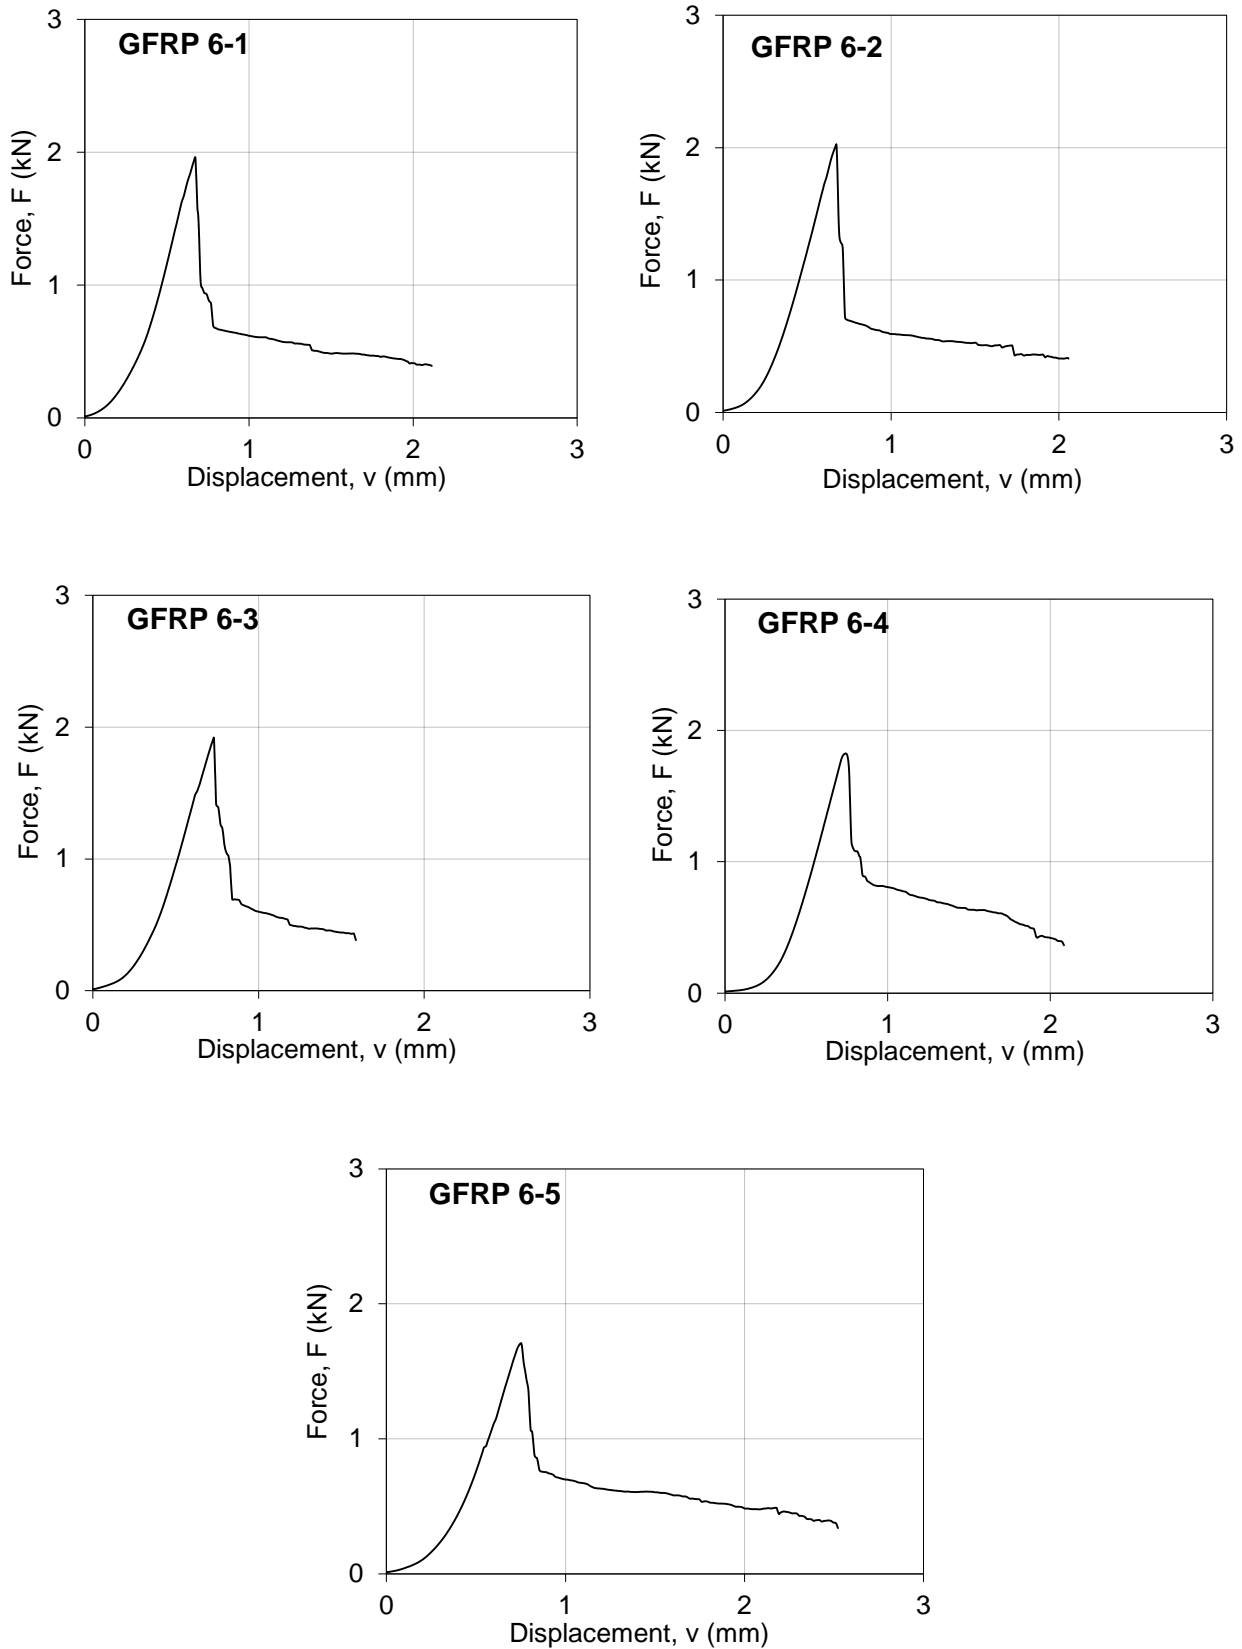 GFRP 6-1
3
2
1
0
0 1 2 3
Force, F (kN)
Displacement, v (mm)
GFRP 6-2
3
2
1
0
0 1 2 3
Force, F (kN)
Displacement, v (mm)
GFRP 6-3
3
2
1
0
0 1 2 3
Force, F (kN)
Displacement, v (mm)
GFRP 6-4
3
2
1
0
0 1 2 3
Force, F (kN)
Displacement, v (mm)
GFRP 6-5
3
2
1
0
0 1 2 3
Force, F (kN)
Displacement, v (mm)